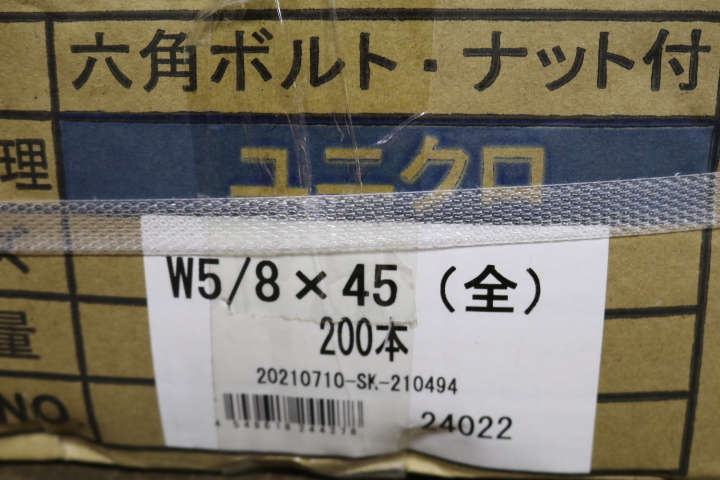 六角ボルト・ナット付
理 ユニクロ
ズ W5/8×45（全）
量 200本
20210710-SK-210494
NO. 24022